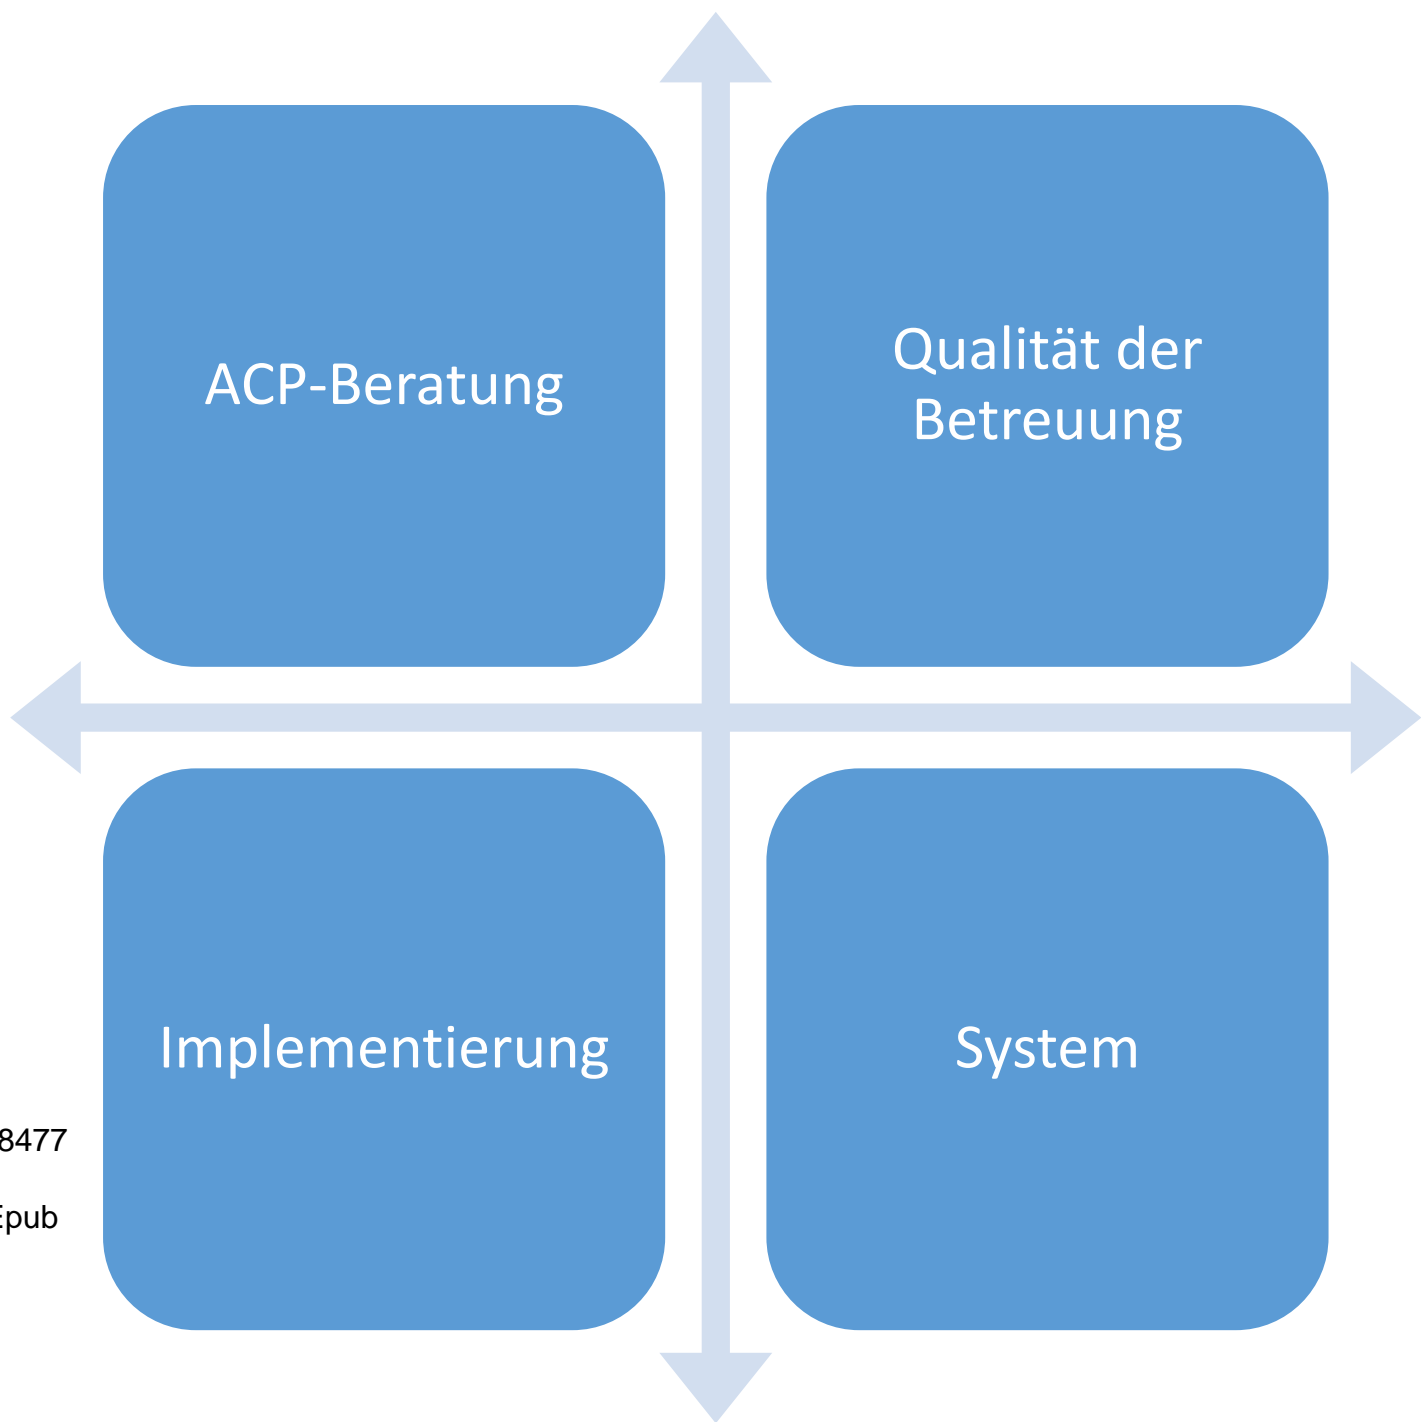 ACP-Beratung
Qualität der
Betreuung
Implementierung
System
8477
Epub